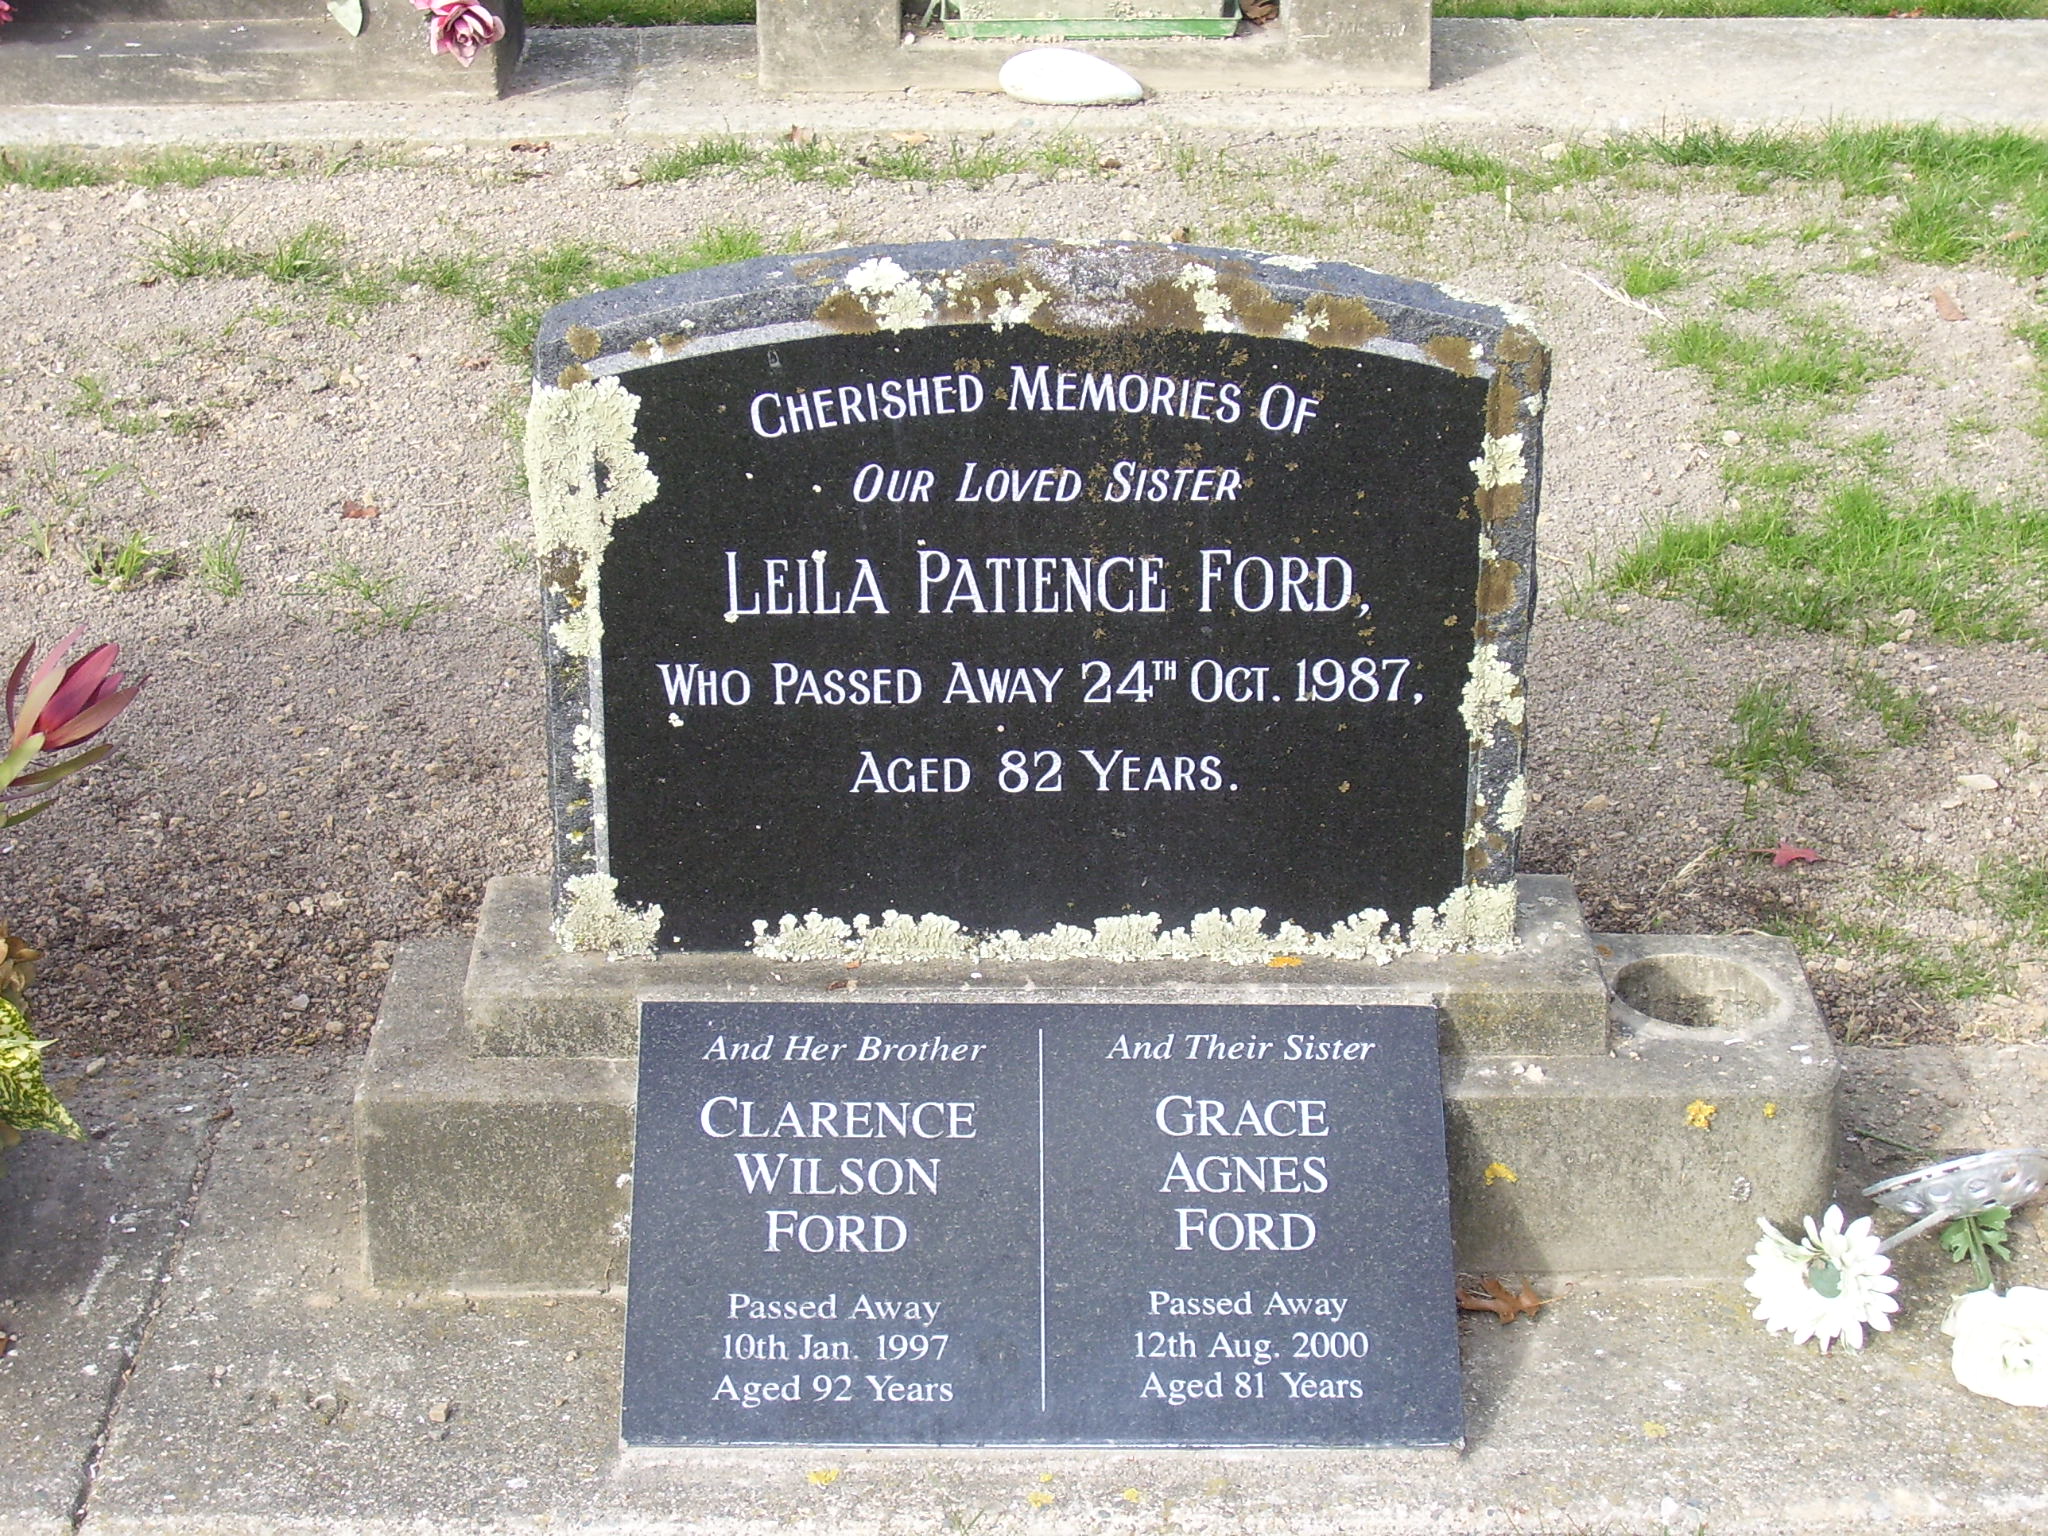 CHERISHED MEMORIES OF
OUR LOVED SISTER
LEILA PATIENCE FORD,
WHO PASSED AWAY 24TH OCT. 1987,
AGED 82 YEARS.
And Her Brother
CLARENCE
WILSON
FORD
Passed Away
10th Jan. 1997
Aged 92 Years
And Their Sister
GRACE
AGNES
FORD
Passed Away
12th Aug. 2000
Aged 81 Years